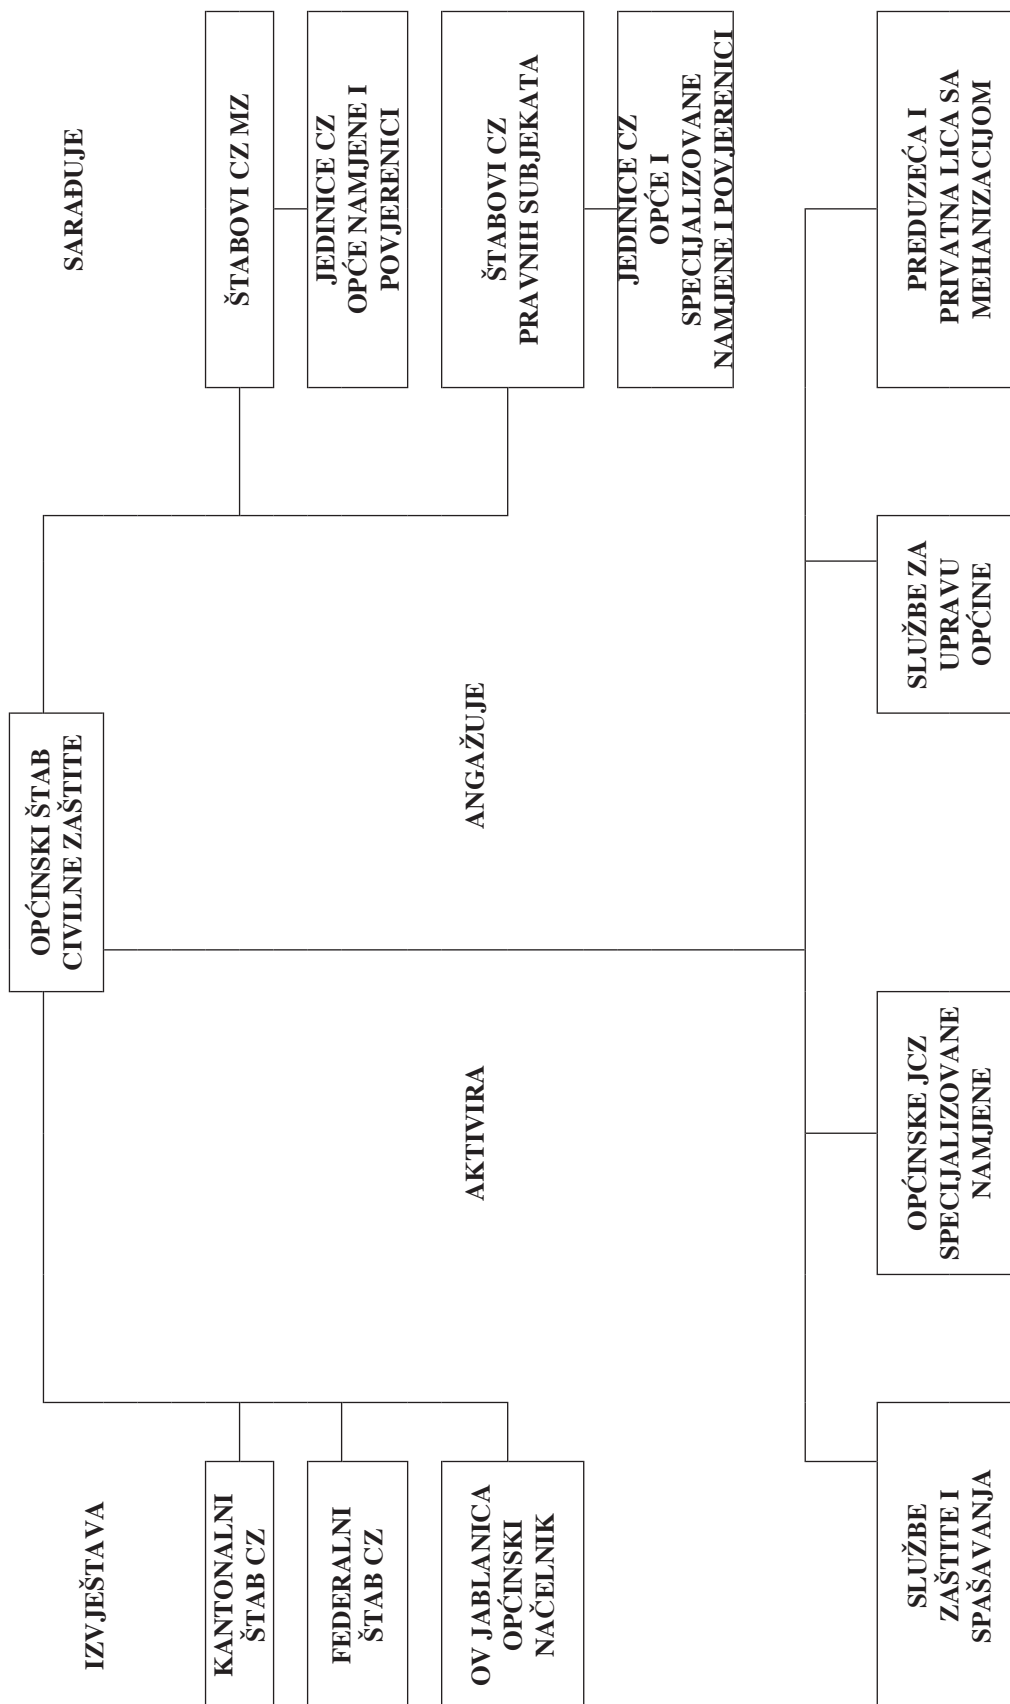 OPĆINSKI ŠTAB
CIVILNE ZAŠTITE
IZVJEŠTAVA
SARAĐUJE
KANTONALNI
ŠTAB CZ
FEDERALNI
ŠTAB CZ
OV JABLANICA
OPĆINSKI
NAČELNIK
AKTIVIRA
ANGAŽUJE
ŠTABOVI CZ MZ
JEDINICE CZ
OPĆE NAMJENE I
POVJERENICI
ŠTABOVI CZ
PRAVNIH SUBJEKATA
JEDINICE CZ
OPĆE I
SPECIJALIZOVANE
NAMJENE I POVJERENICI
SLUŽBE
ZAŠTITE I
SPAŠAVANJA
OPĆINSKE JCZ
SPECIJALIZOVANE
NAMJENE
SLUŽBE ZA
UPRAVU
OPĆINE
PREDUZEĆA I
PRIVATNA LICA SA
MEHANIZACIJOM